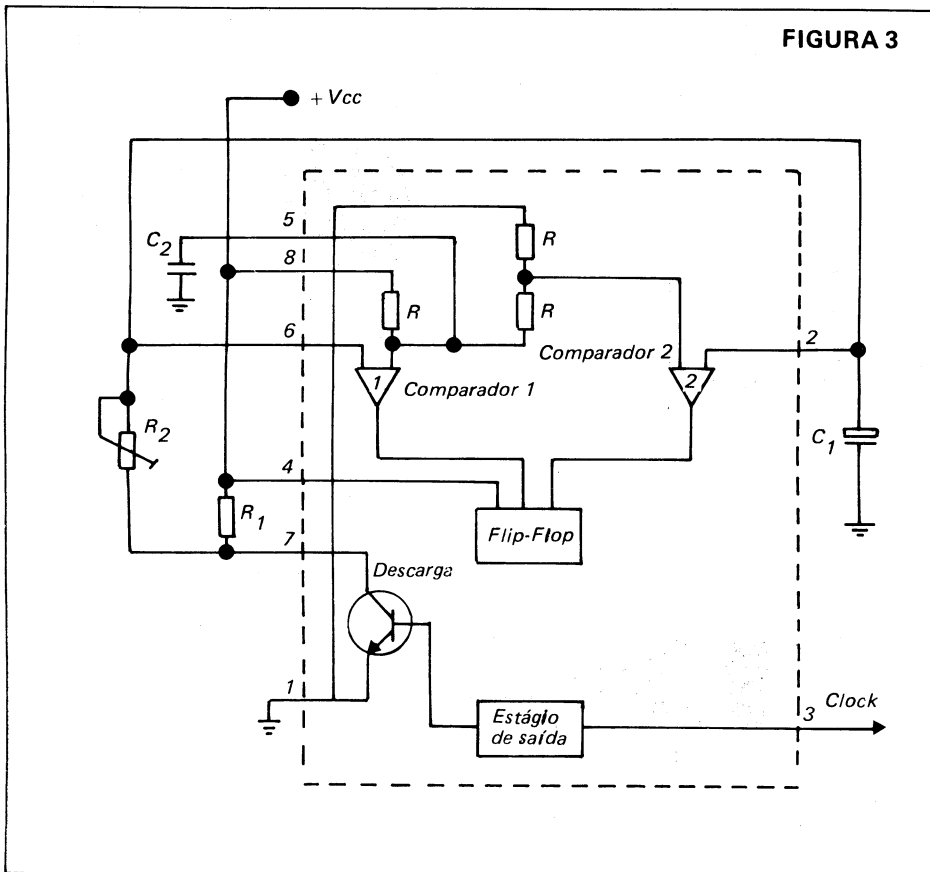 FIGURA 3
+ Vcc
5
C2
R
8
R
R
6
Comparador 2
2
1
Comparador 1
2
R2
C1
4
R1
Flip-Flop
7
Descarga
1
Estágio
de saída
3
Clock